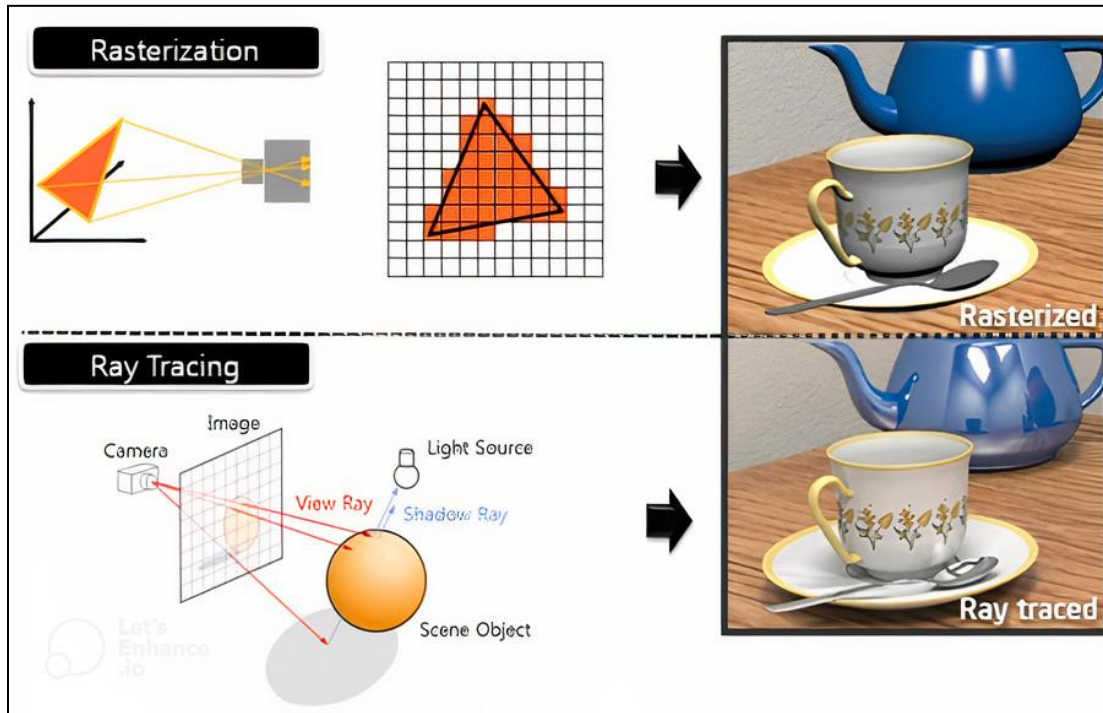 Rasterization
Rasterized
Ray Tracing
Image
Camera
Light Source
View Ray
Shadow Ray
Scene Object
Ray traced
Let's
Enhance
.io